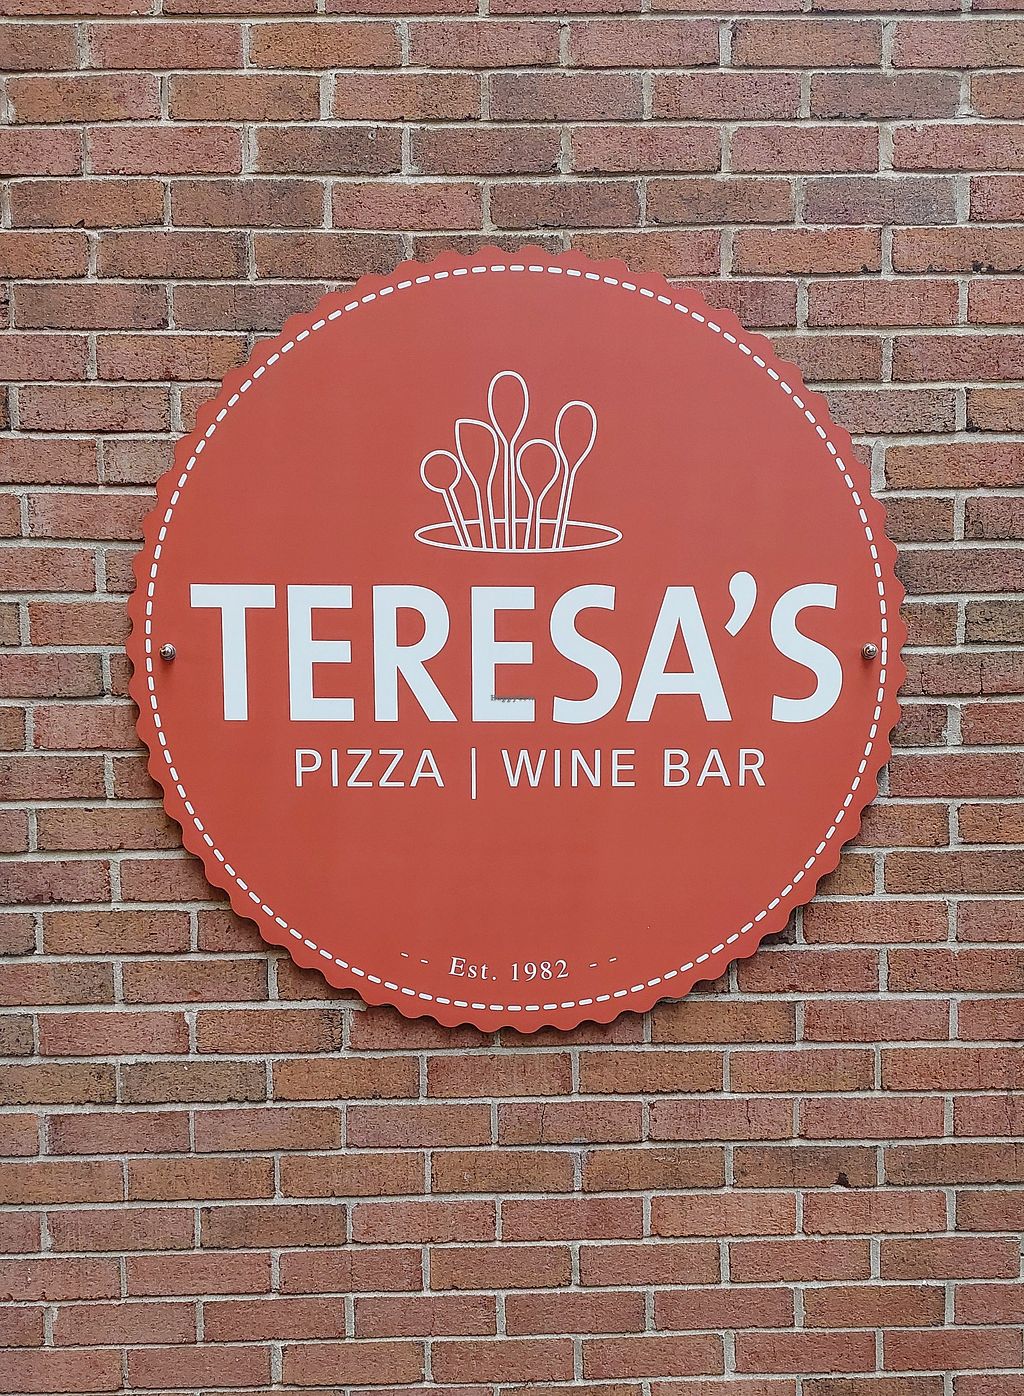 TERESA'S
PIZZA | WINE BAR
-- Est. 1982 --